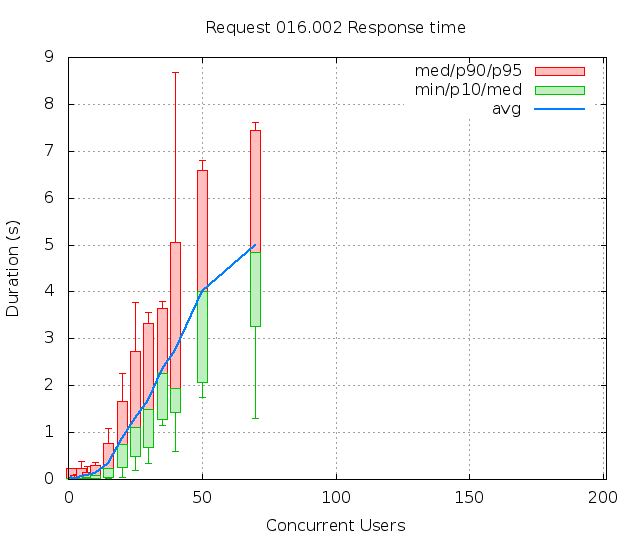 Request 016.002 Response time
med/p90/p95
min/p10/med
avg
9
8
7
6
5
4
3
2
1
0
Duration (s)
0 50 100 150 200
Concurrent Users